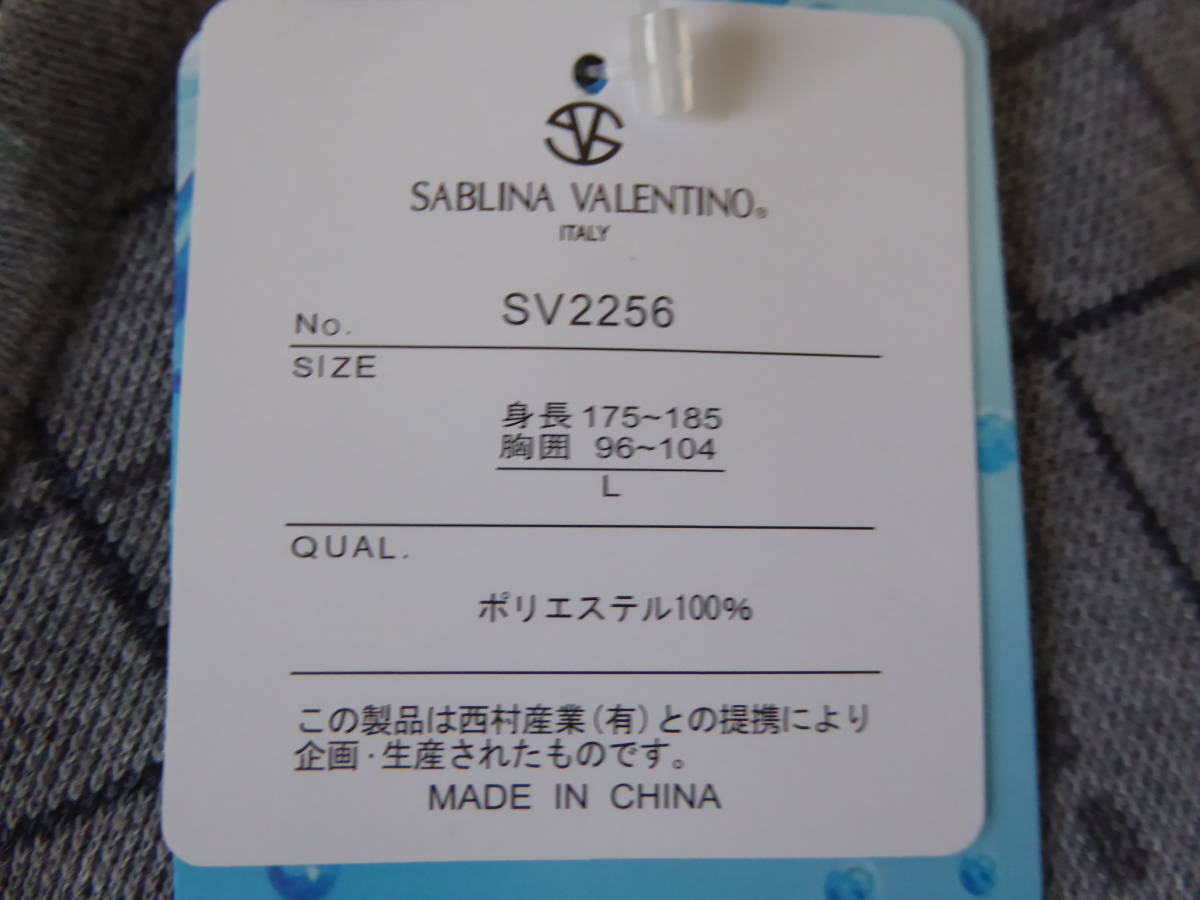 SV
SABLINA VALENTINO®
ITALY
No. SV2256
SIZE
身長 175~185
胸囲 96~104
L
QUAL.
ポリエステル100%
この製品は西村産業(有)との提携により
企画・生産されたものです。
MADE IN CHINA